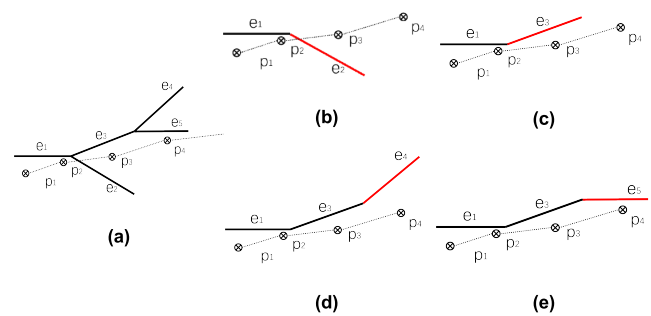 e₁
p₁
p₂
e₂
p₃
p₄
(b)
e₁
e₃
p₁
p₂
p₃
p₄
(c)
e₄
e₅
e₁
e₃
p₁
p₂
p₃
p₄
e₂
(a)
e₁
e₃
e₄
p₁
p₂
p₃
p₄
(d)
e₁
e₃
e₅
p₁
p₂
p₃
p₄
(e)